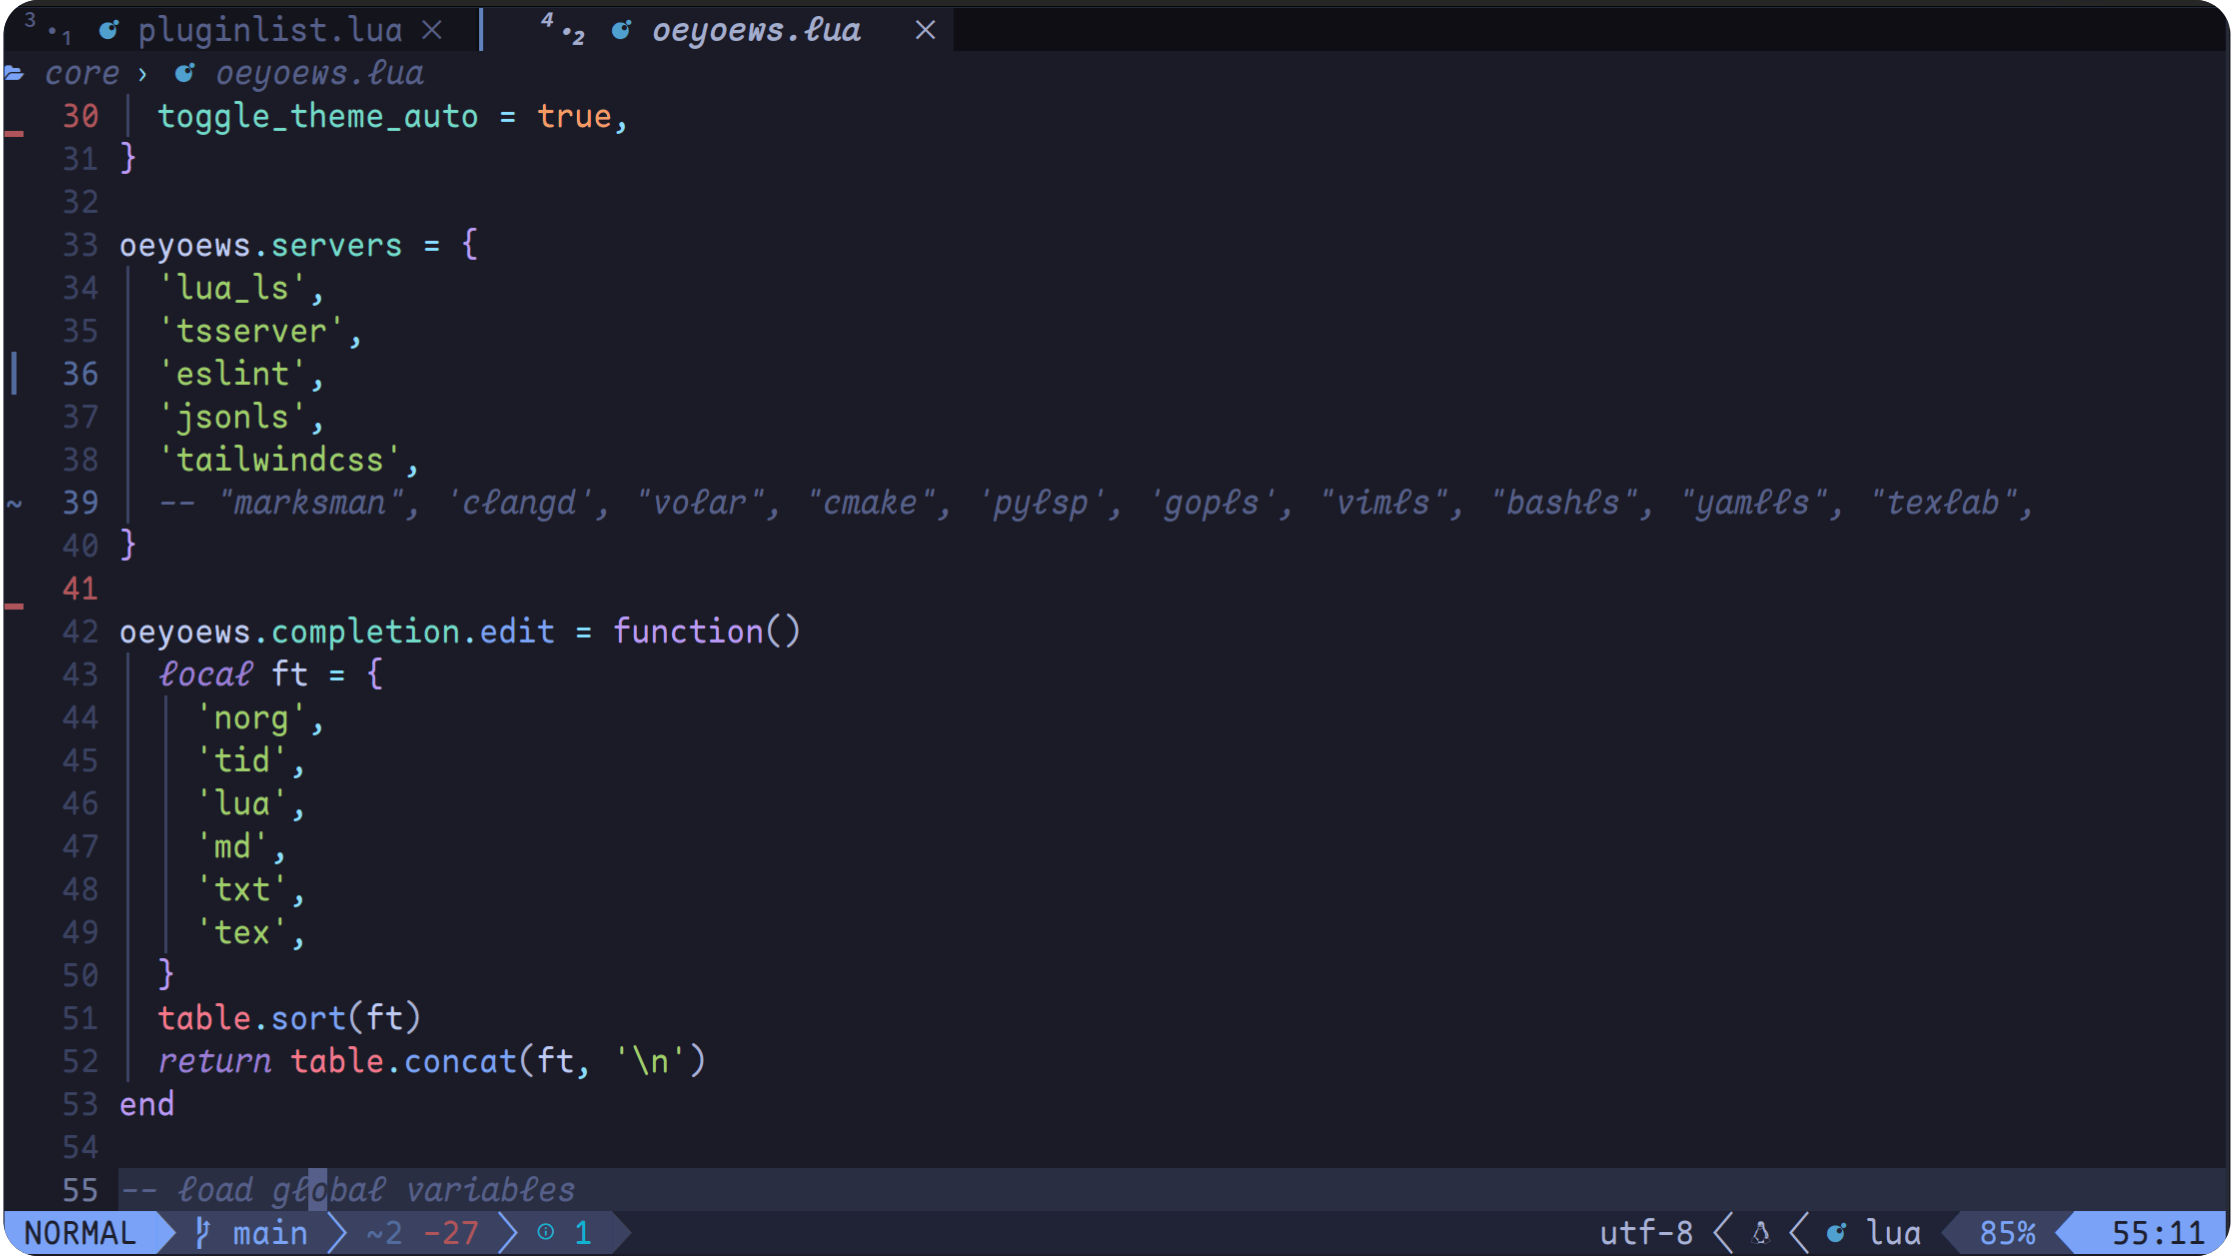 3 •1 pluginlist.lua × 4 •2 oeyoews.lua ×
core › oeyoews.lua
30 toggle_theme_auto = true,
31 }
32
33 oeyoews.servers = {
34 'lua_ls',
35 'tsserver',
36 'eslint',
37 'jsonls',
38 'tailwindcss',
~ 39 -- "marksman", 'clangd', "volar", "cmake", 'pylsp', 'gopls', "vimls", "bashls", "yamlls", "texlab",
40 }
41
42 oeyoews.completion.edit = function()
43 local ft = {
44 'norg',
45 'tid',
46 'lua',
47 'md',
48 'txt',
49 'tex',
50 }
51 table.sort(ft)
52 return table.concat(ft, '\n')
53 end
54
55 -- load global variables
NORMAL main ~2 -27 1 utf-8 lua 85% 55:11